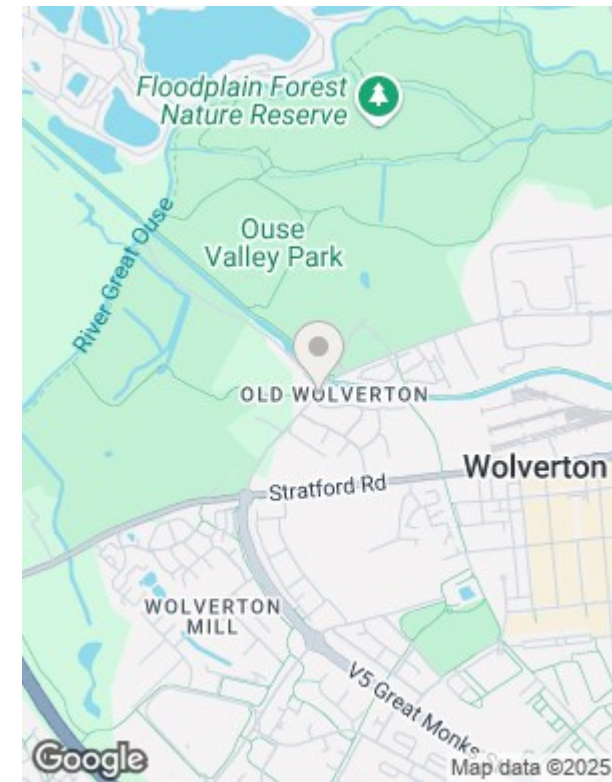 Floodplain Forest
Nature Reserve
Ouse
Valley Park
River Great Ouse
OLD WOLVERTON
Wolverton
Stratford Rd
WOLVERTON
MILL
V5 Great Monks
Google
Map data ©2025